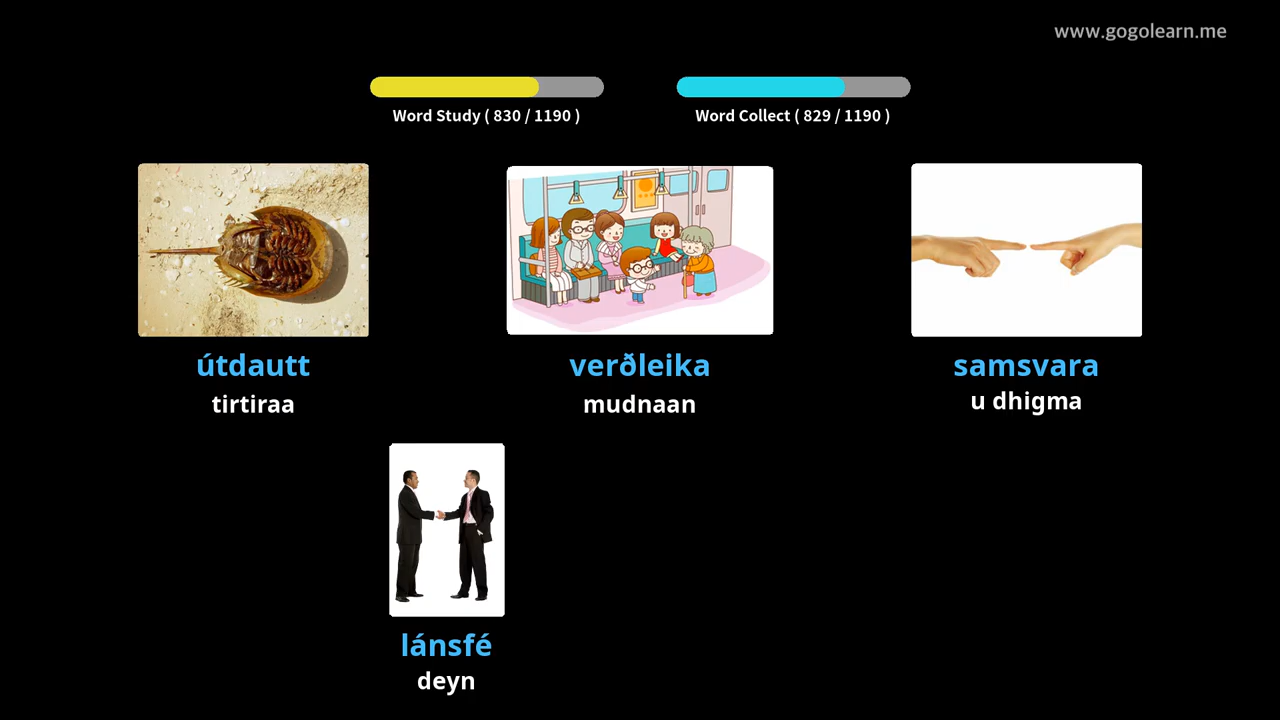 www.gogolearn.me
Word Study ( 830 / 1190 )
Word Collect ( 829 / 1190 )
útdautt
tirtiraa
verðleika
mudnaan
samsvara
u dhigma
lánsfé
deyn